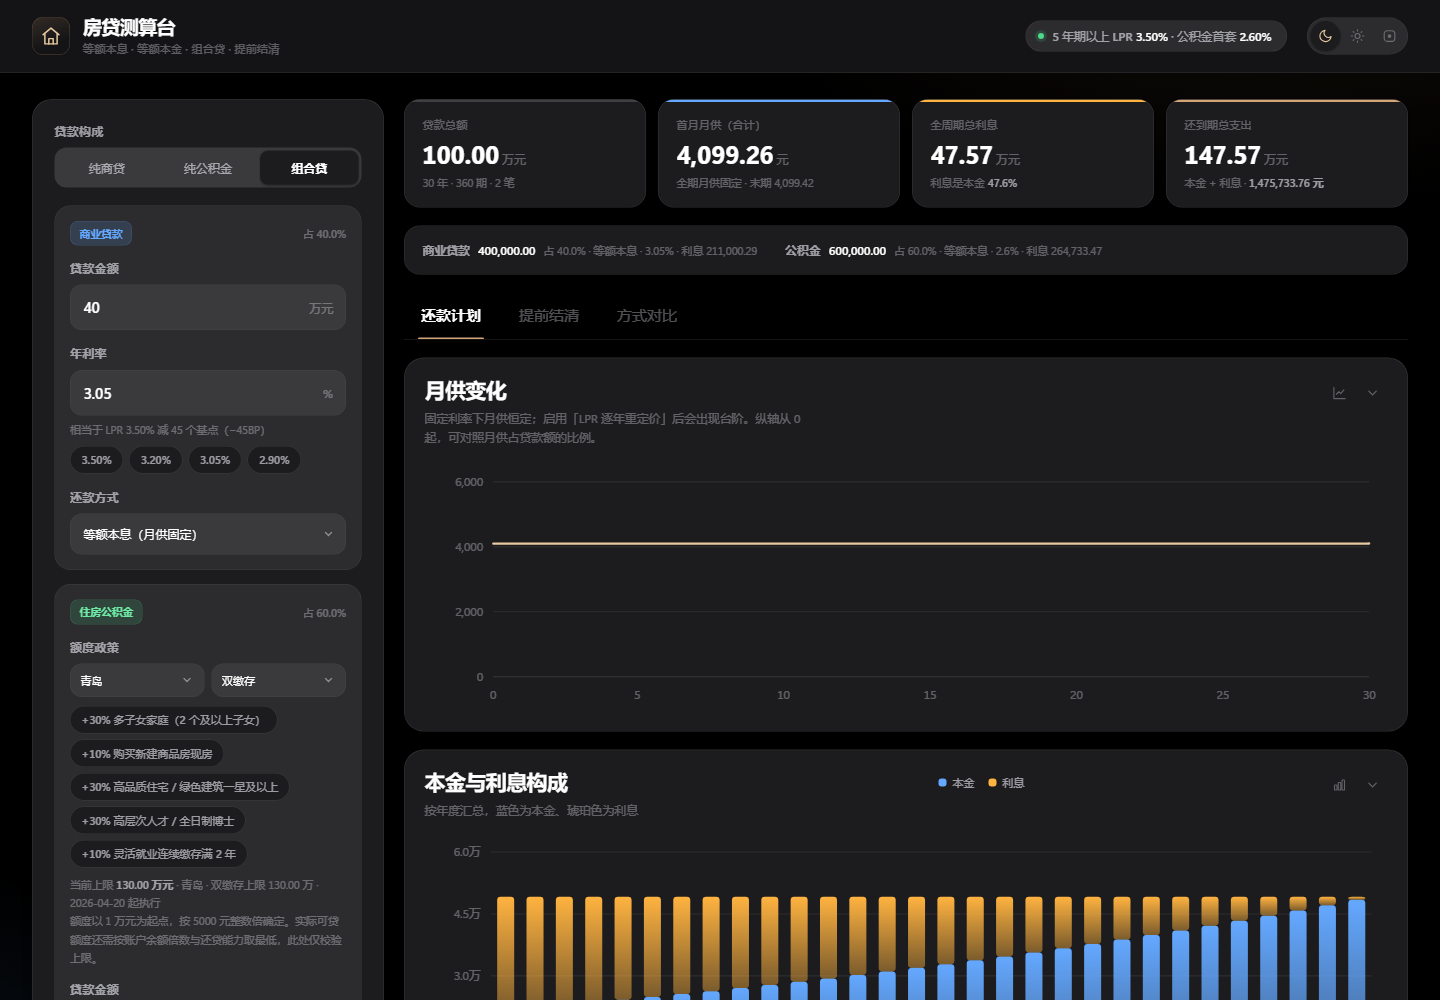 房贷测算台
等额本息 · 等额本金 · 组合贷 · 提前结清
5 年期以上 LPR 3.50% · 公积金首套 2.60%
贷款构成
纯商贷
纯公积金
组合贷
商业贷款
占 40.0%
贷款金额
40
万元
年利率
3.05
%
相当于 LPR 3.50% 减 45 个基点（−45BP）
3.50%
3.20%
3.05%
2.90%
还款方式
等额本息（月供固定）
住房公积金
占 60.0%
额度政策
青岛
双缴存
+30% 多子女家庭（2 个及以上子女）
+10% 购买新建商品房现房
+30% 高品质住宅 / 绿色建筑一星及以上
+30% 高层次人才 / 全日制博士
+10% 灵活就业连续缴存满 2 年
当前上限 130.00 万元 · 青岛 · 双缴存上限 130.00 万 ·
2026-04-20 起执行
额度以 1 万元为起点，按 5000 元整数倍确定。实际可贷
额度还需按账户余额倍数与还贷能力取最低，此处仅校验
上限。
贷款金额
贷款总额
100.00 万元
30 年 · 360 期 · 2 笔
首月月供（合计）
4,099.26 元
全期月供固定 · 末期 4,099.42
全周期总利息
47.57 万元
利息是本金 47.6%
还到期总支出
147.57 万元
本金 + 利息 · 1,475,733.76 元
商业贷款 400,000.00 占 40.0% · 等额本息 · 3.05% · 利息 211,000.29
公积金 600,000.00 占 60.0% · 等额本息 · 2.6% · 利息 264,733.47
还款计划
提前结清
方式对比
月供变化
固定利率下月供恒定；启用「LPR 逐年重定价」后会出现台阶。纵轴从 0
起，可对照月供占贷款额的比例。
6,000
4,000
2,000
0
0 5 10 15 20 25 30
本金与利息构成
按年度汇总，蓝色为本金、琥珀色为利息
本金
利息
6.0万
4.5万
3.0万